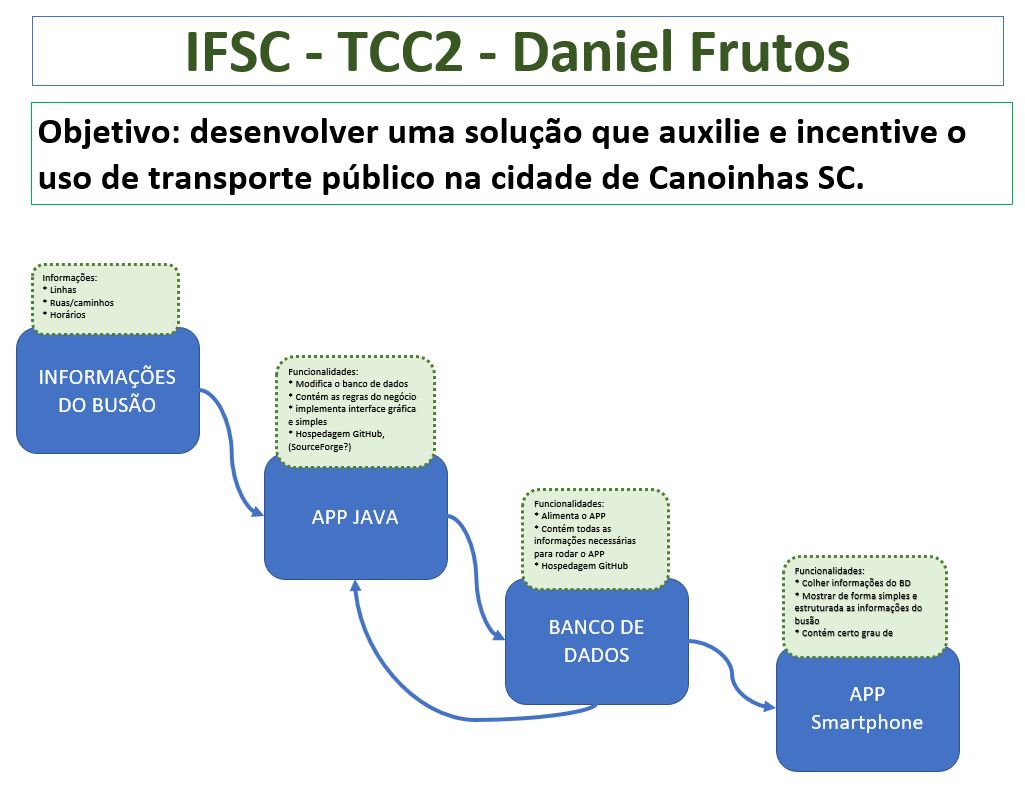 IFSC - TCC2 - Daniel Frutos
Objetivo: desenvolver uma solução que auxilie e incentive o
uso de transporte público na cidade de Canoinhas SC.
Informações:
* Linhas
* Ruas/caminhos
* Horários
INFORMAÇÕES
DO BUSÃO
Funcionalidades:
* Modifica o banco de dados
* Contém as regras do negócio
* implementa interface gráfica
e simples
* Hospedagem GitHub,
(SourceForge?)
APP JAVA
Funcionalidades:
* Alimenta o APP
* Contém todas as
informações necessárias
para rodar o APP
* Hospedagem GitHub
BANCO DE
DADOS
Funcionalidades:
* Colher informações do BD
* Mostrar de forma simples e
estruturada as informações do
busão
* Contém certo grau de
APP
Smartphone